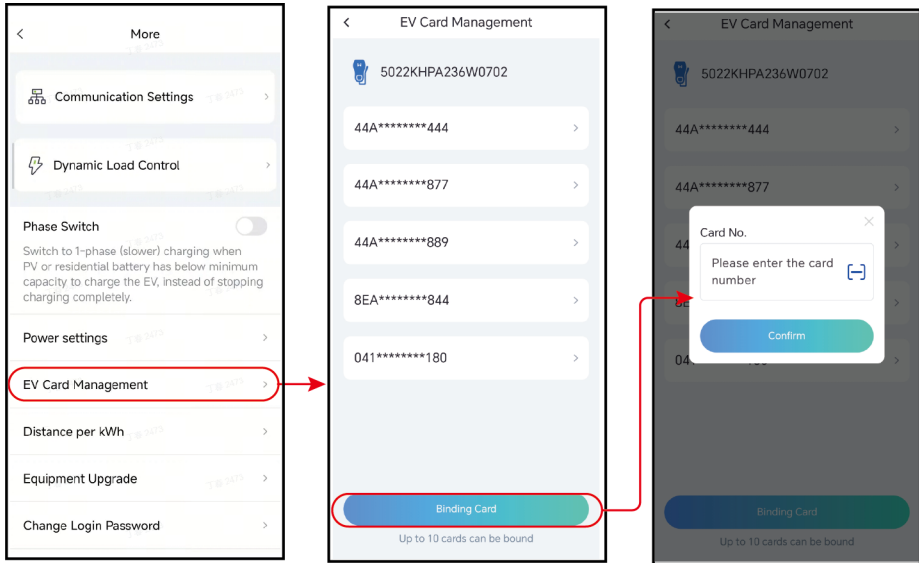 More
Communication Settings
Dynamic Load Control
Phase Switch
Switch to 1-phase (slower) charging when
PV or residential battery has below minimum
capacity to charge the EV, instead of stopping
charging completely.
Power settings
EV Card Management
Distance per kWh
Equipment Upgrade
Change Login Password
EV Card Management
5022KHPA236W0702
44A********444
44A********877
44A********889
8EA********844
041********180
Binding Card
Up to 10 cards can be bound
EV Card Management
5022KHPA236W0702
44A********444
44A********877
44
Card No.
Please enter the card
number
Confirm
Binding Card
Up to 10 cards can be bound